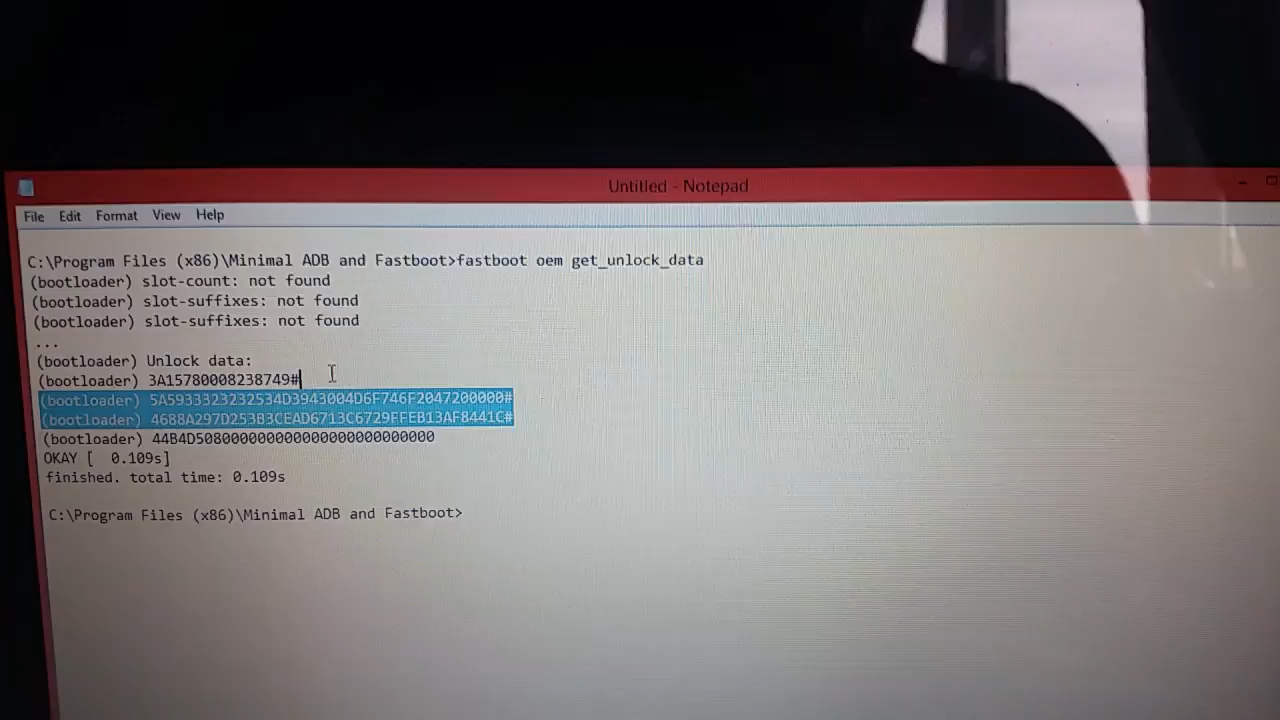 Untitled - Notepad
File Edit Format View Help
C:\Program Files (x86)\Minimal ADB and Fastboot>fastboot oem get_unlock_data
(bootloader) slot-count: not found
(bootloader) slot-suffixes: not found
(bootloader) slot-suffixes: not found
...
(bootloader) Unlock data:
(bootloader) 3A15780008238749#
(bootloader) 5A5933323232534D3943004D6F746F2047200000#
(bootloader) 4688A297D253B3CEAD6713C6729FFEB13AF8441C#
(bootloader) 44B4D508000000000000000000000000
OKAY [  0.109s]
finished. total time: 0.109s
C:\Program Files (x86)\Minimal ADB and Fastboot>